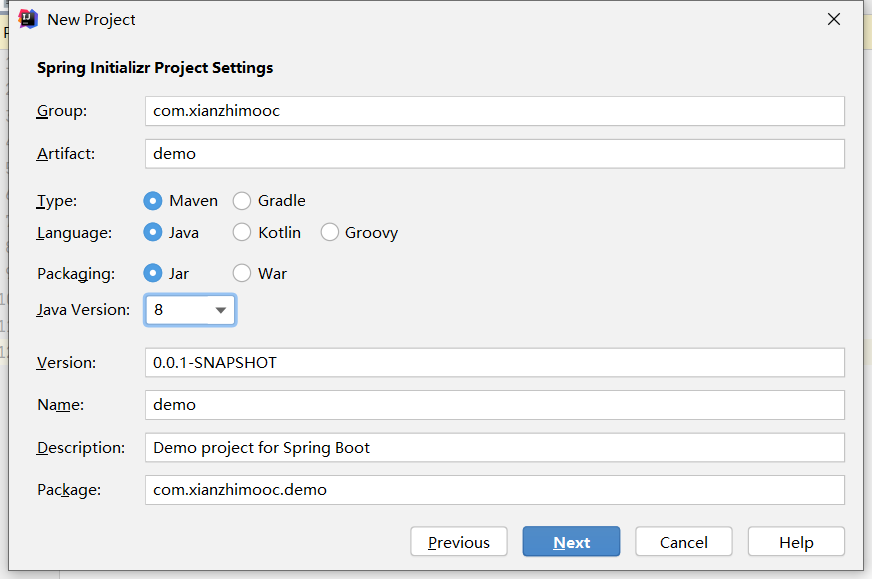 New Project
Spring Initializr Project Settings
Group: com.xianzhimooc
Artifact: demo
Type: Maven Gradle
Language: Java Kotlin Groovy
Packaging: Jar War
Java Version: 8
Version: 0.0.1-SNAPSHOT
Name: demo
Description: Demo project for Spring Boot
Package: com.xianzhimooc.demo
Previous Next Cancel Help